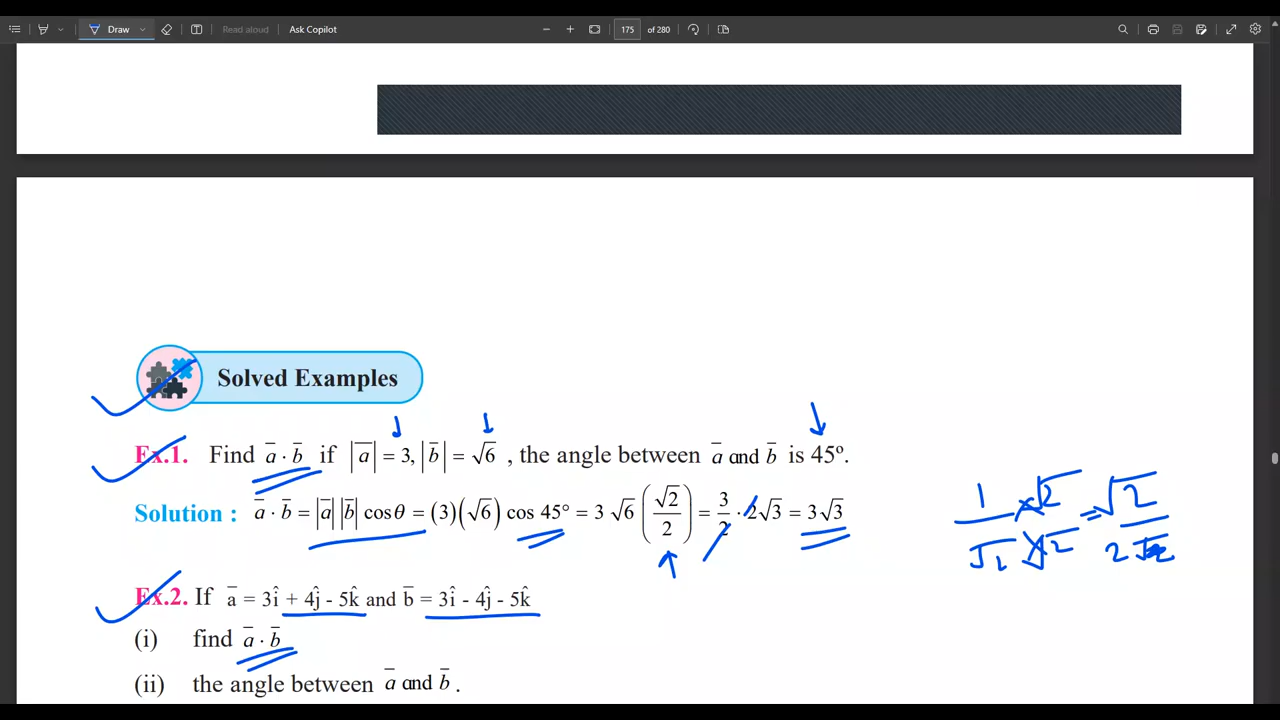 Draw
Read aloud
Ask Copilot
175 of 280
Solved Examples
Ex.1. Find a̅ · b̅ if |a̅| = 3, |b̅| = √6 , the angle between a̅ and b̅ is 45º.
Solution : a̅ · b̅ = |a̅| |b̅| cosθ = (3)(√6) cos 45° = 3 √6 (√2/2) = 3/2 · 2√3 = 3√3
1/√2 × √2/√2 = √2/2
Ex.2. If a̅ = 3î + 4ĵ - 5k̂ and b̅ = 3î - 4ĵ - 5k̂
(i) find a̅ · b̅
(ii) the angle between a̅ and b̅ .